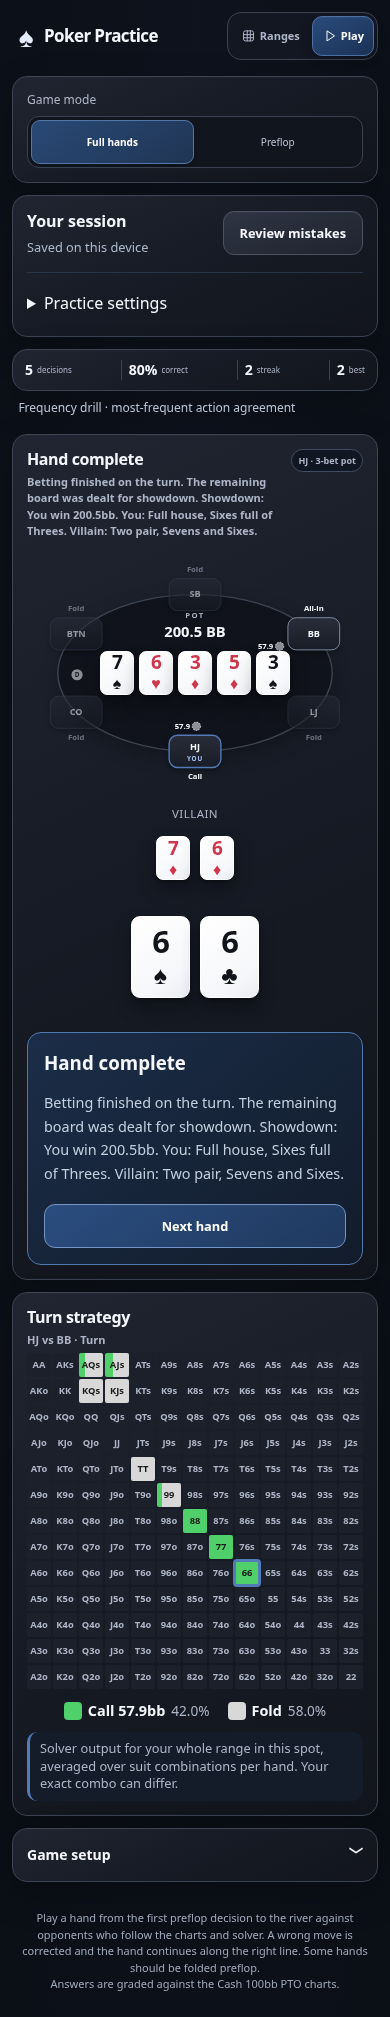 ♠ Poker Practice Ranges Play
Game mode
Full hands Preflop
Your session
Saved on this device
Review mistakes
Practice settings
5 decisions 80% correct 2 streak 2 best
Frequency drill · most-frequent action agreement
Hand complete
HJ · 3-bet pot
Betting finished on the turn. The remaining
board was dealt for showdown. Showdown:
You win 200.5bb. You: Full house, Sixes full of
Threes. Villain: Two pair, Sevens and Sixes.
Fold
SB
Fold
BTN
All-in
BB
POT
200.5 BB
57.9
7♠ 6♥ 3♦ 5♦ 3♠
D
CO
Fold
LJ
Fold
57.9
HJ
YOU
Call
VILLAIN
7♦ 6♦
6♠ 6♣
Hand complete
Betting finished on the turn. The remaining
board was dealt for showdown. Showdown:
You win 200.5bb. You: Full house, Sixes full
of Threes. Villain: Two pair, Sevens and Sixes.
Next hand
Turn strategy
HJ vs BB · Turn
AA AKs AQs AJs ATs A9s A8s A7s A6s A5s A4s A3s A2s
AKo KK KQs KJs KTs K9s K8s K7s K6s K5s K4s K3s K2s
AQo KQo QQ QJs QTs Q9s Q8s Q7s Q6s Q5s Q4s Q3s Q2s
AJo KJo QJo JJ JTs J9s J8s J7s J6s J5s J4s J3s J2s
ATo KTo QTo JTo TT T9s T8s T7s T6s T5s T4s T3s T2s
A9o K9o Q9o J9o T9o 99 98s 97s 96s 95s 94s 93s 92s
A8o K8o Q8o J8o T8o 98o 88 87s 86s 85s 84s 83s 82s
A7o K7o Q7o J7o T7o 97o 87o 77 76s 75s 74s 73s 72s
A6o K6o Q6o J6o T6o 96o 86o 76o 66 65s 64s 63s 62s
A5o K5o Q5o J5o T5o 95o 85o 75o 65o 55 54s 53s 52s
A4o K4o Q4o J4o T4o 94o 84o 74o 64o 54o 44 43s 42s
A3o K3o Q3o J3o T3o 93o 83o 73o 63o 53o 43o 33 32s
A2o K2o Q2o J2o T2o 92o 82o 72o 62o 52o 42o 32o 22
Call 57.9bb 42.0% Fold 58.0%
Solver output for your whole range in this spot,
averaged over suit combinations per hand. Your
exact combo can differ.
Game setup
Play a hand from the first preflop decision to the river against
opponents who follow the charts and solver. A wrong move is
corrected and the hand continues along the right line. Some hands
should be folded preflop.
Answers are graded against the Cash 100bb PTO charts.